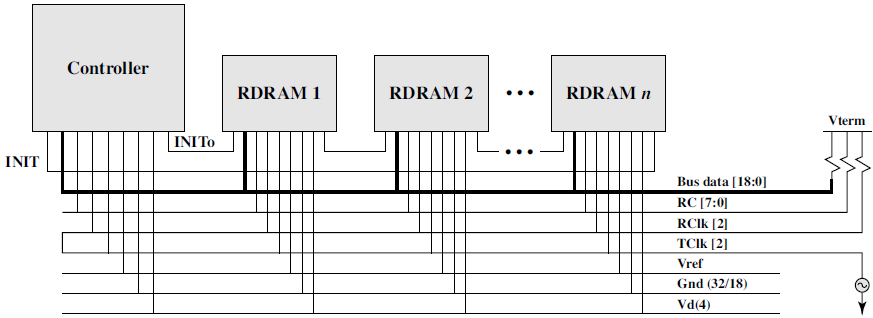 Controller
RDRAM 1
RDRAM 2
• • •
RDRAM n
Vterm
INITo
• • •
INIT
Bus data [18:0]
RC [7:0]
RClk [2]
TClk [2]
Vref
Gnd (32/18)
Vd(4)